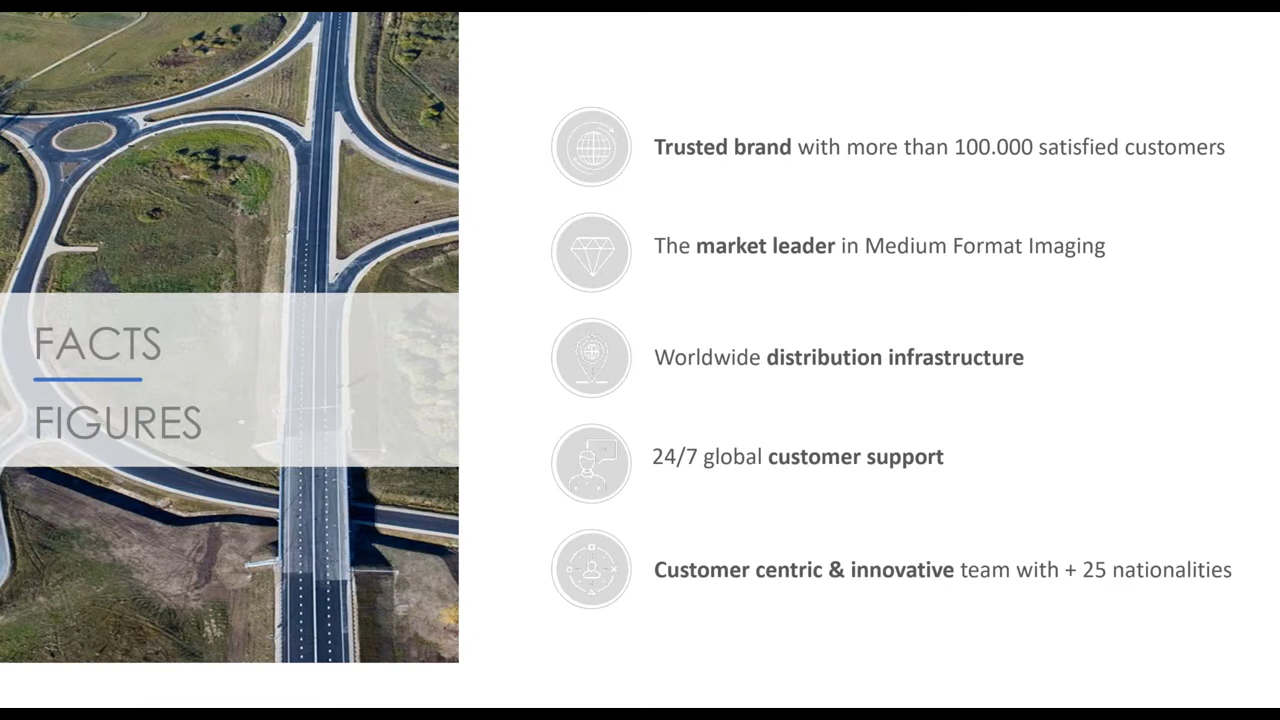 FACTS
FIGURES
Trusted brand with more than 100.000 satisfied customers
The market leader in Medium Format Imaging
Worldwide distribution infrastructure
24/7 global customer support
Customer centric & innovative team with + 25 nationalities